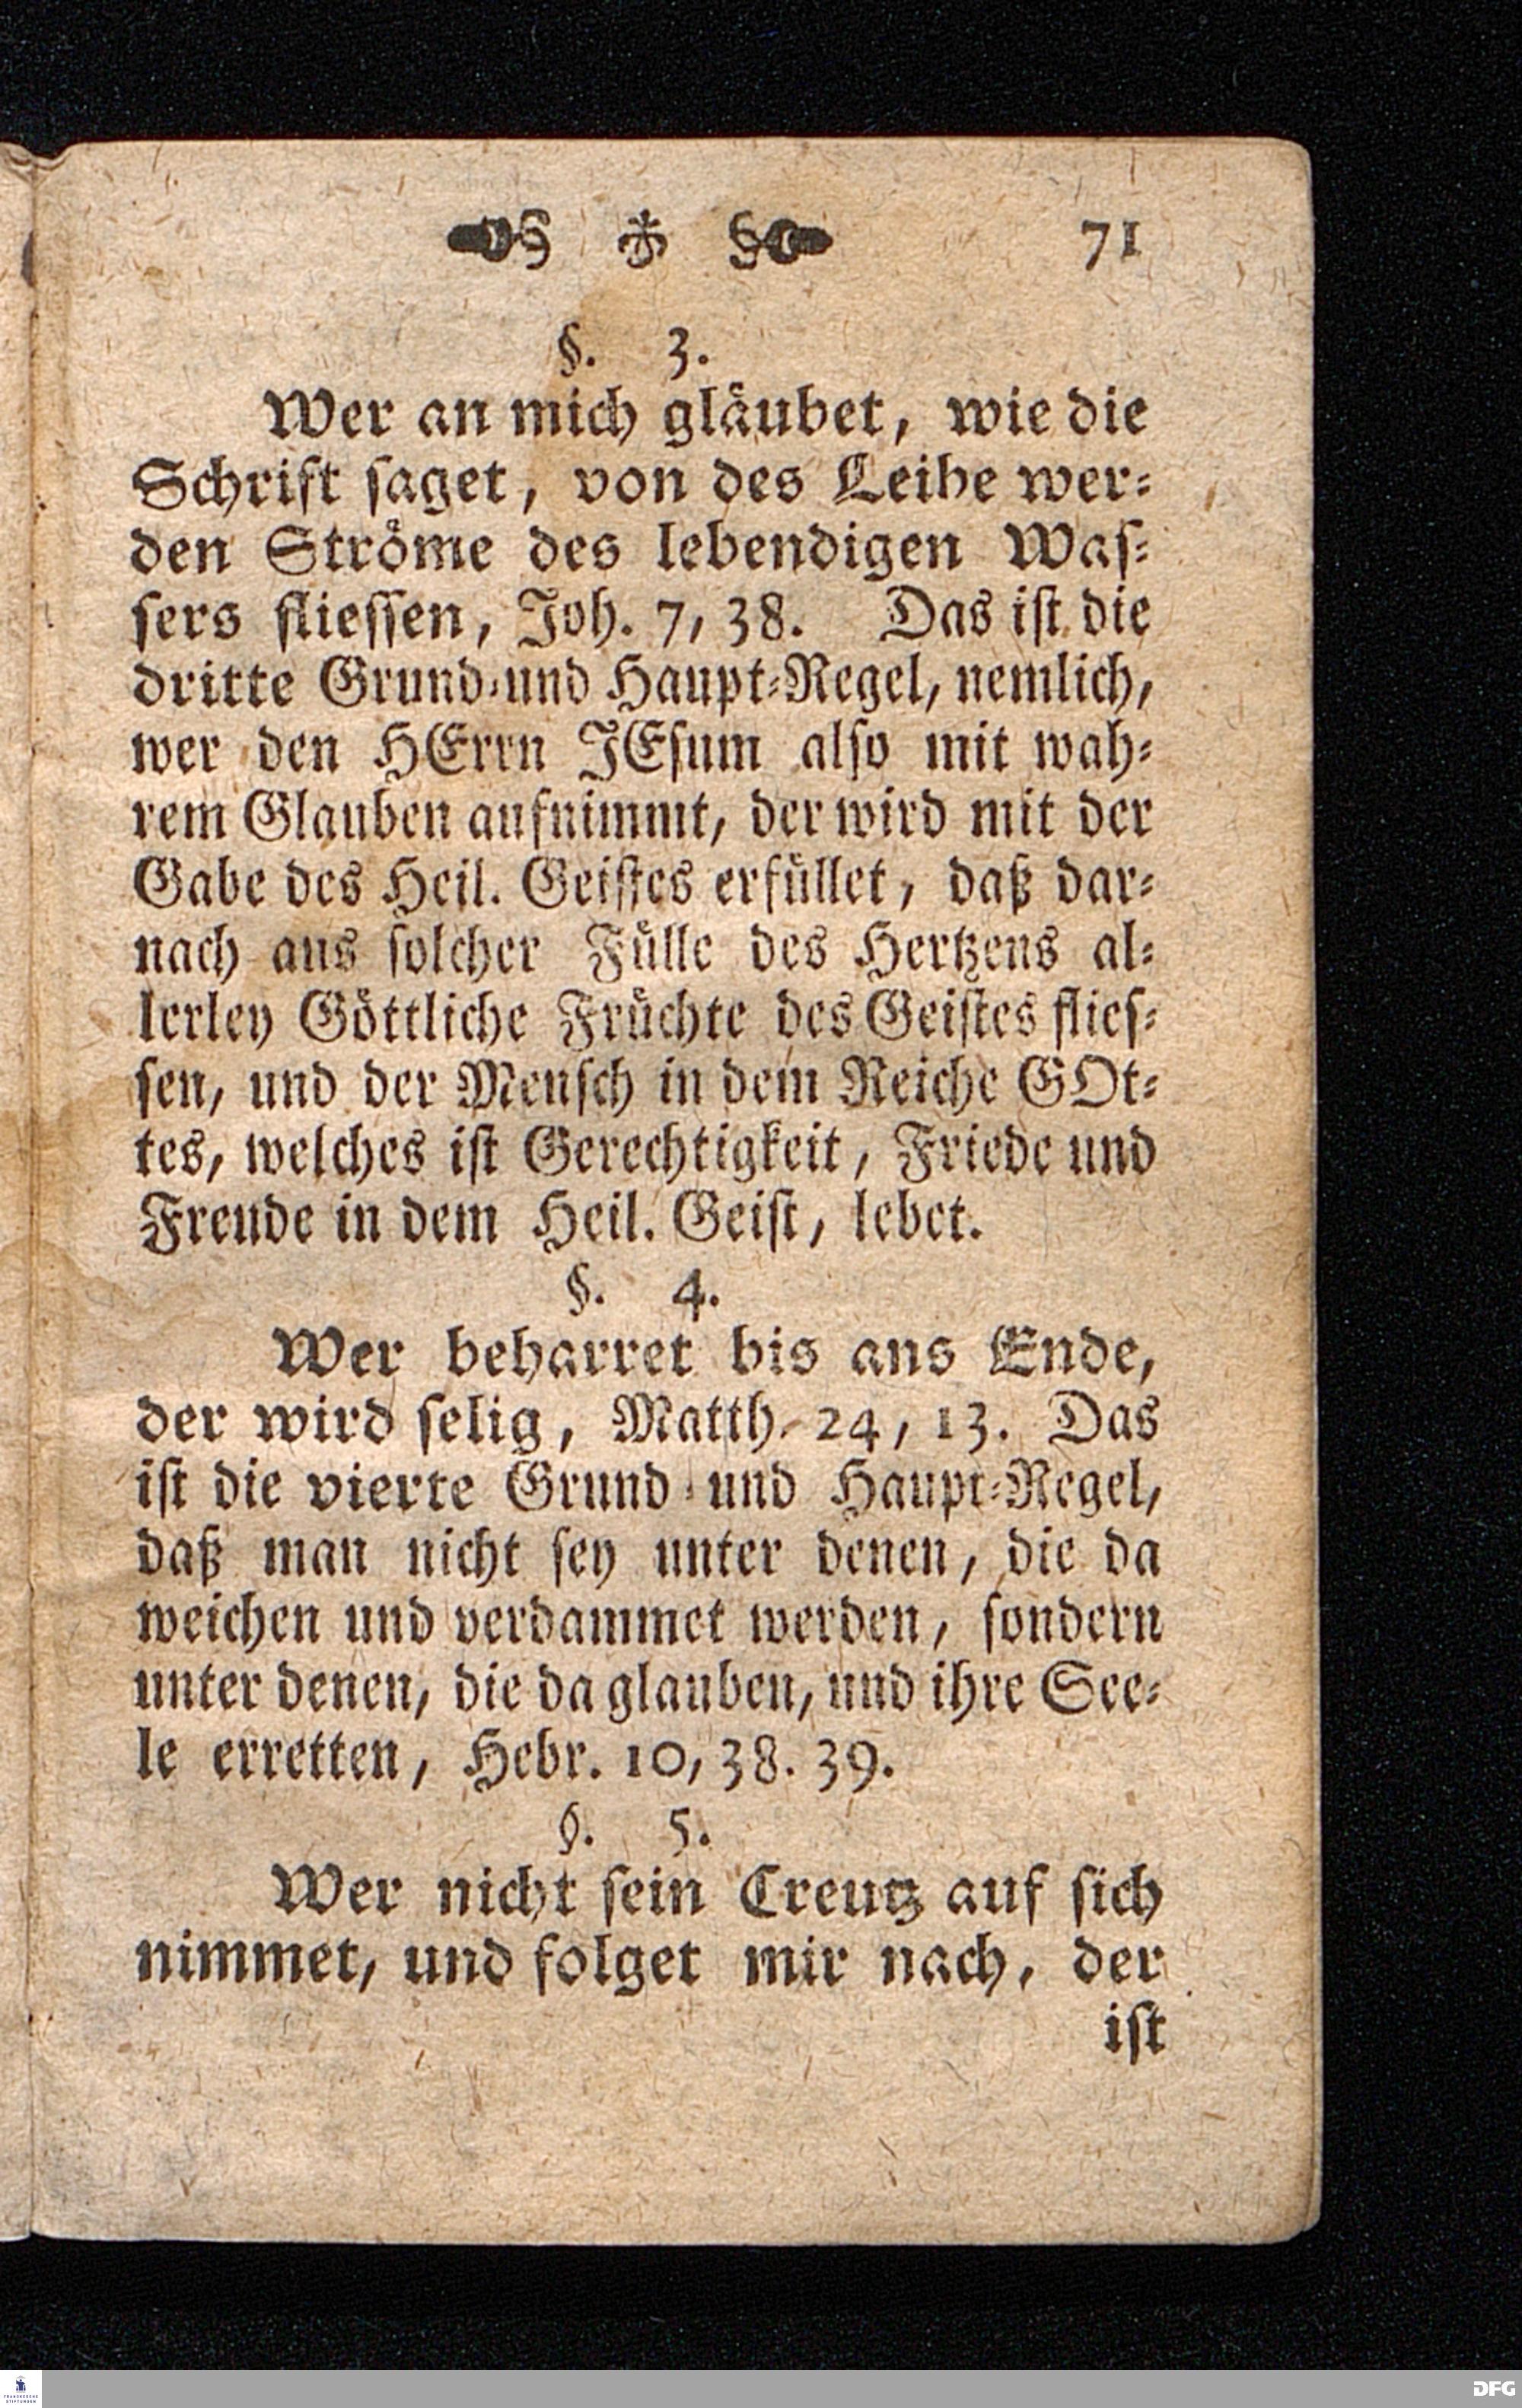 71
§. 3.
Wer an mich gläubet, wie die
Schrift saget, von des Leibe wer-
den Ströme des lebendigen Was-
sers fliessen, Joh. 7, 38. Das ist die
dritte Grund-und Haupt-Regel, nemlich,
wer den HErrn JEsum also mit wah-
rem Glauben aufnimmt, der wird mit der
Gabe des Heil. Geistes erfüllet, daß dar-
nach aus solcher Fülle des Hertzens al-
lerley Göttliche Früchte des Geistes flies-
sen, und der Mensch in dem Reiche GOt-
tes, welches ist Gerechtigkeit, Friede und
Freude in dem Heil. Geist, lebet.
§. 4.
Wer beharret bis ans Ende,
der wird selig, Matth. 24, 13. Das
ist die vierte Grund-und Haupt-Regel,
daß man nicht sey unter denen, die da
weichen und verdammet werden, sondern
unter denen, die da glauben, und ihre See-
le erretten, Hebr. 10, 38. 39.
§. 5.
Wer nicht sein Creutz auf sich
nimmet, und folget mir nach, der
ist
FRANCKESCHE
STIFTUNGEN
DFG